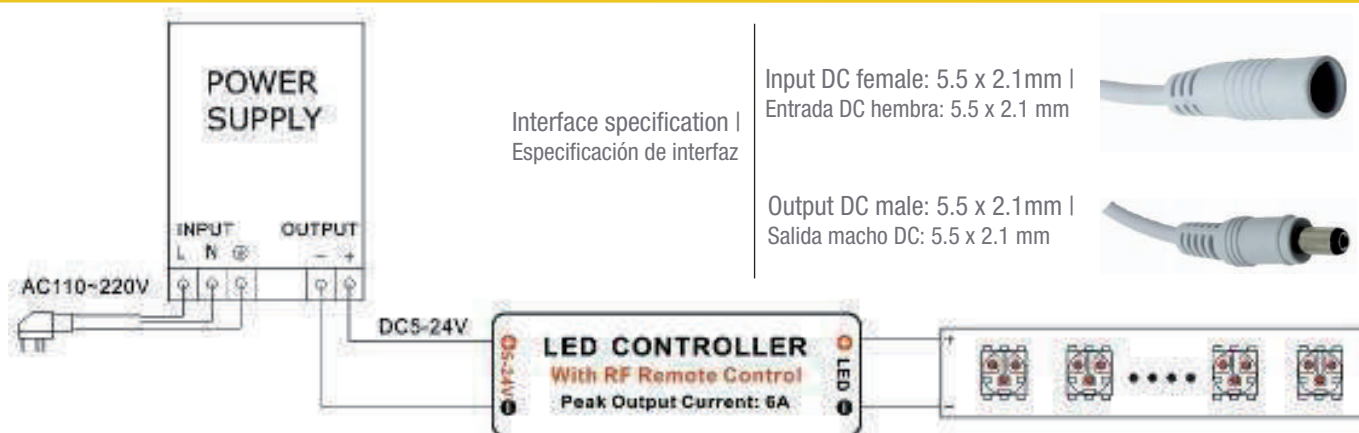 POWER
SUPPLY
INPUT OUTPUT
L N
− +
AC110~220V
Interface specification |
Especificación de interfaz
Input DC female: 5.5 x 2.1mm |
Entrada DC hembra: 5.5 x 2.1 mm
Output DC male: 5.5 x 2.1mm |
Salida macho DC: 5.5 x 2.1 mm
DC5-24V
5-24V
LED CONTROLLER
With RF Remote Control
Peak Output Current: 6A
LED
+
−